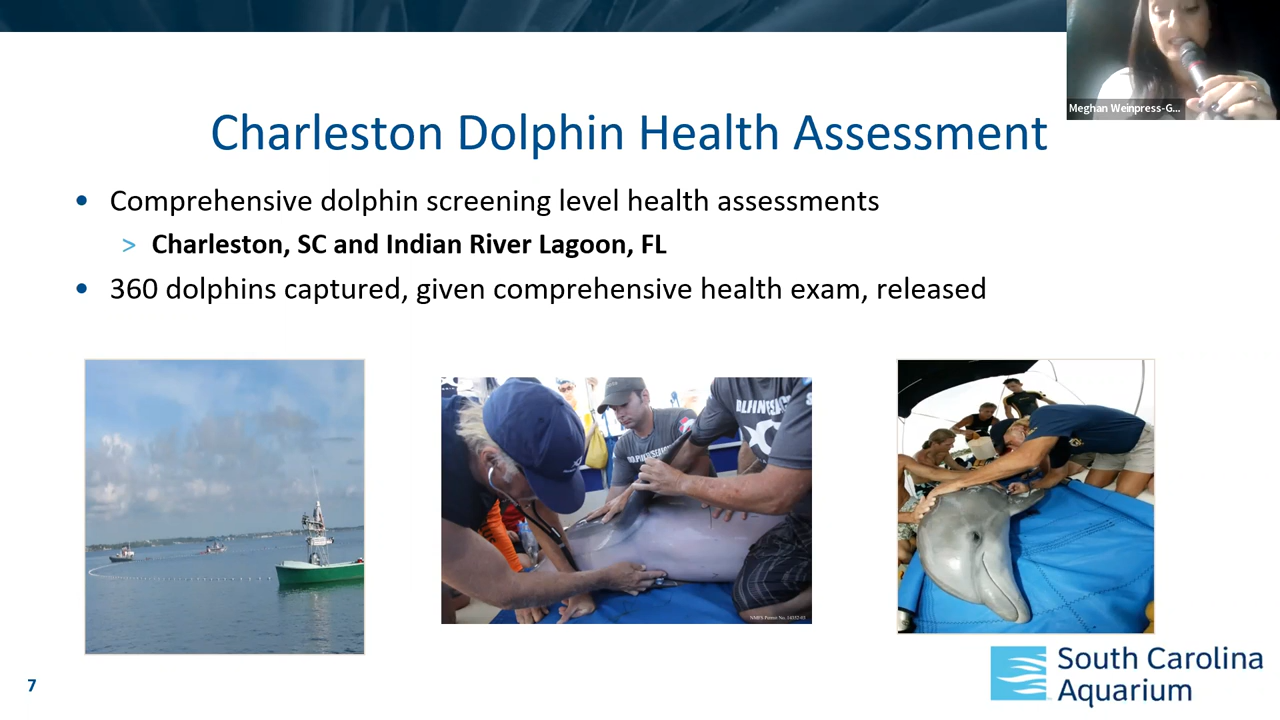 Meghan Weinpress-G...
Charleston Dolphin Health Assessment
• Comprehensive dolphin screening level health assessments
> Charleston, SC and Indian River Lagoon, FL
• 360 dolphins captured, given comprehensive health exam, released
7
South Carolina
Aquarium